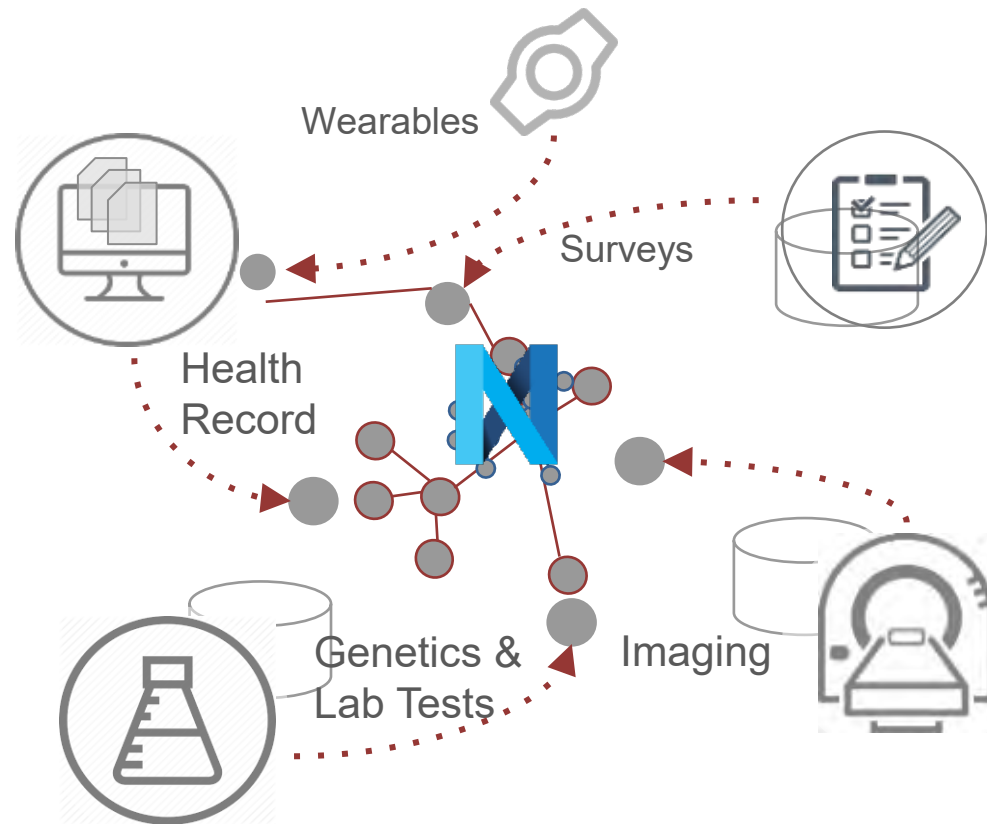 Wearables
Surveys
Health
Record
Genetics &
Lab Tests
Imaging